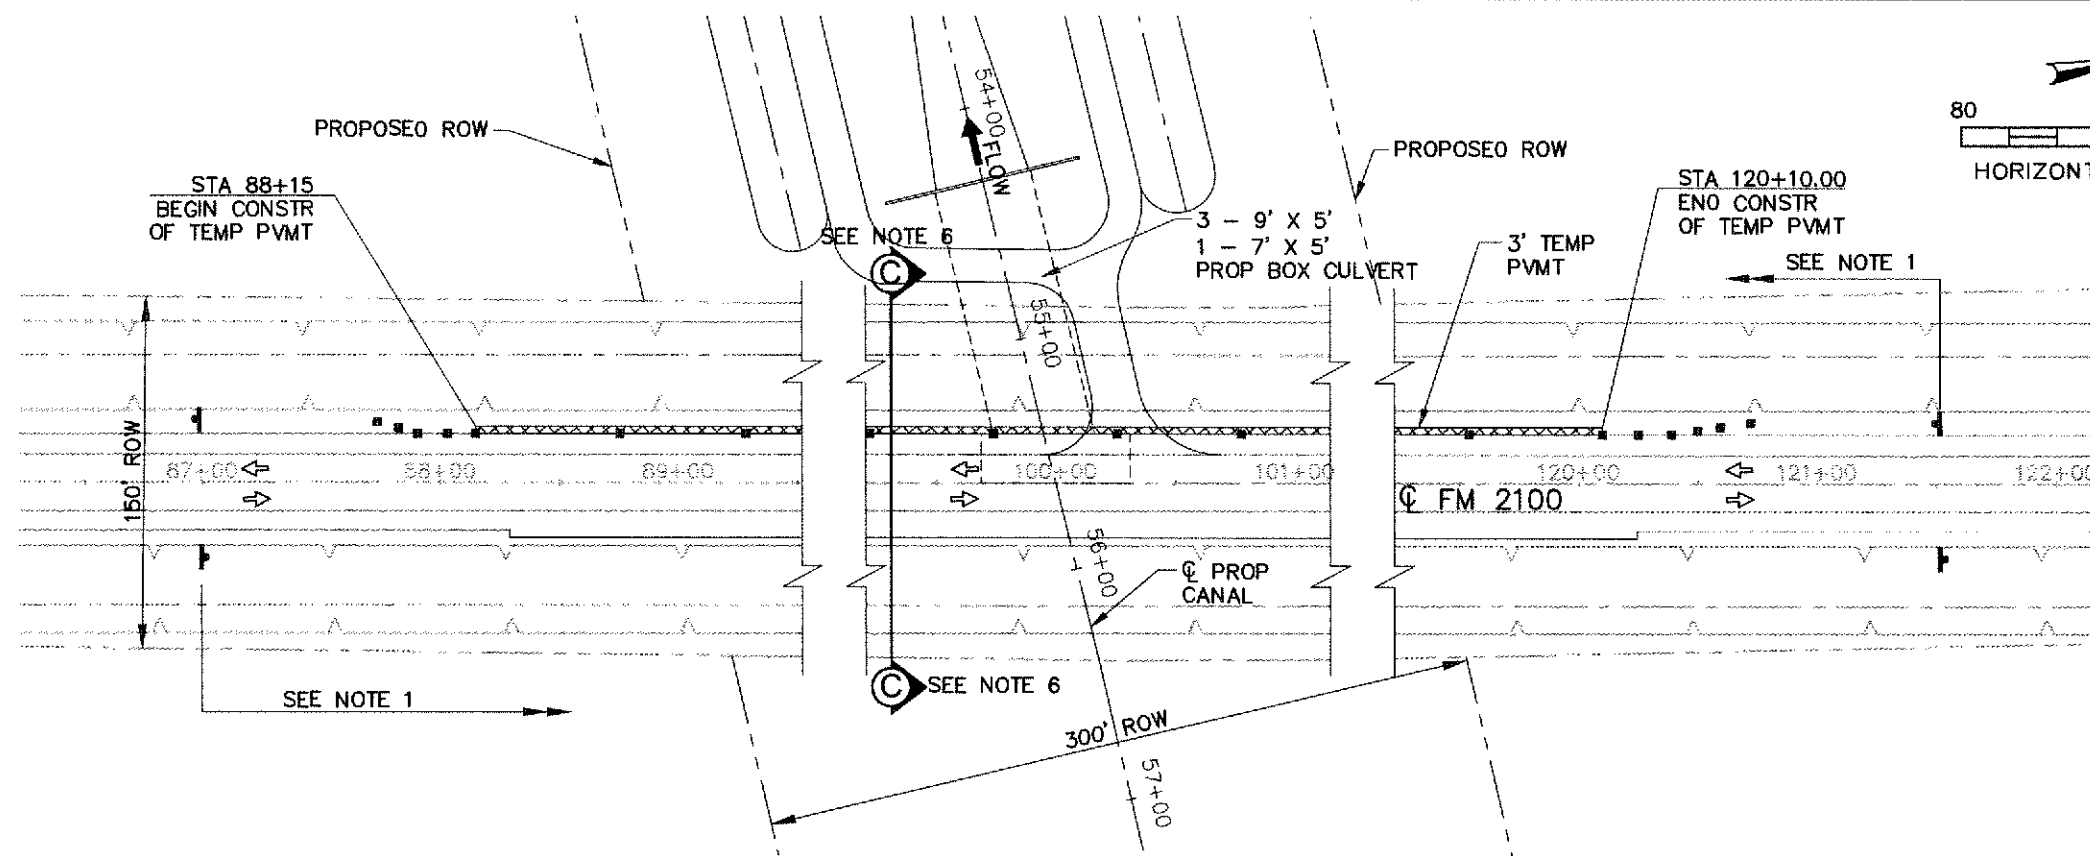 PROPOSED ROW
STA 88+15
BEGIN CONSTR
OF TEMP PVMT
54+00
FLOW
SEE NOTE 6
C
3 - 9' X 5'
1 - 7' X 5'
PROP BOX CULVERT
PROPOSED ROW
3' TEMP
PVMT
STA 120+10.00
END CONSTR
OF TEMP PVMT
SEE NOTE 1
80
HORIZONT
55+00
150' ROW
87+00
88+00
89+00
100+00
101+00
120+00
121+00
122+00
℄ FM 2100
56+00
℄ PROP
CANAL
SEE NOTE 1
C
SEE NOTE 6
300' ROW
57+00